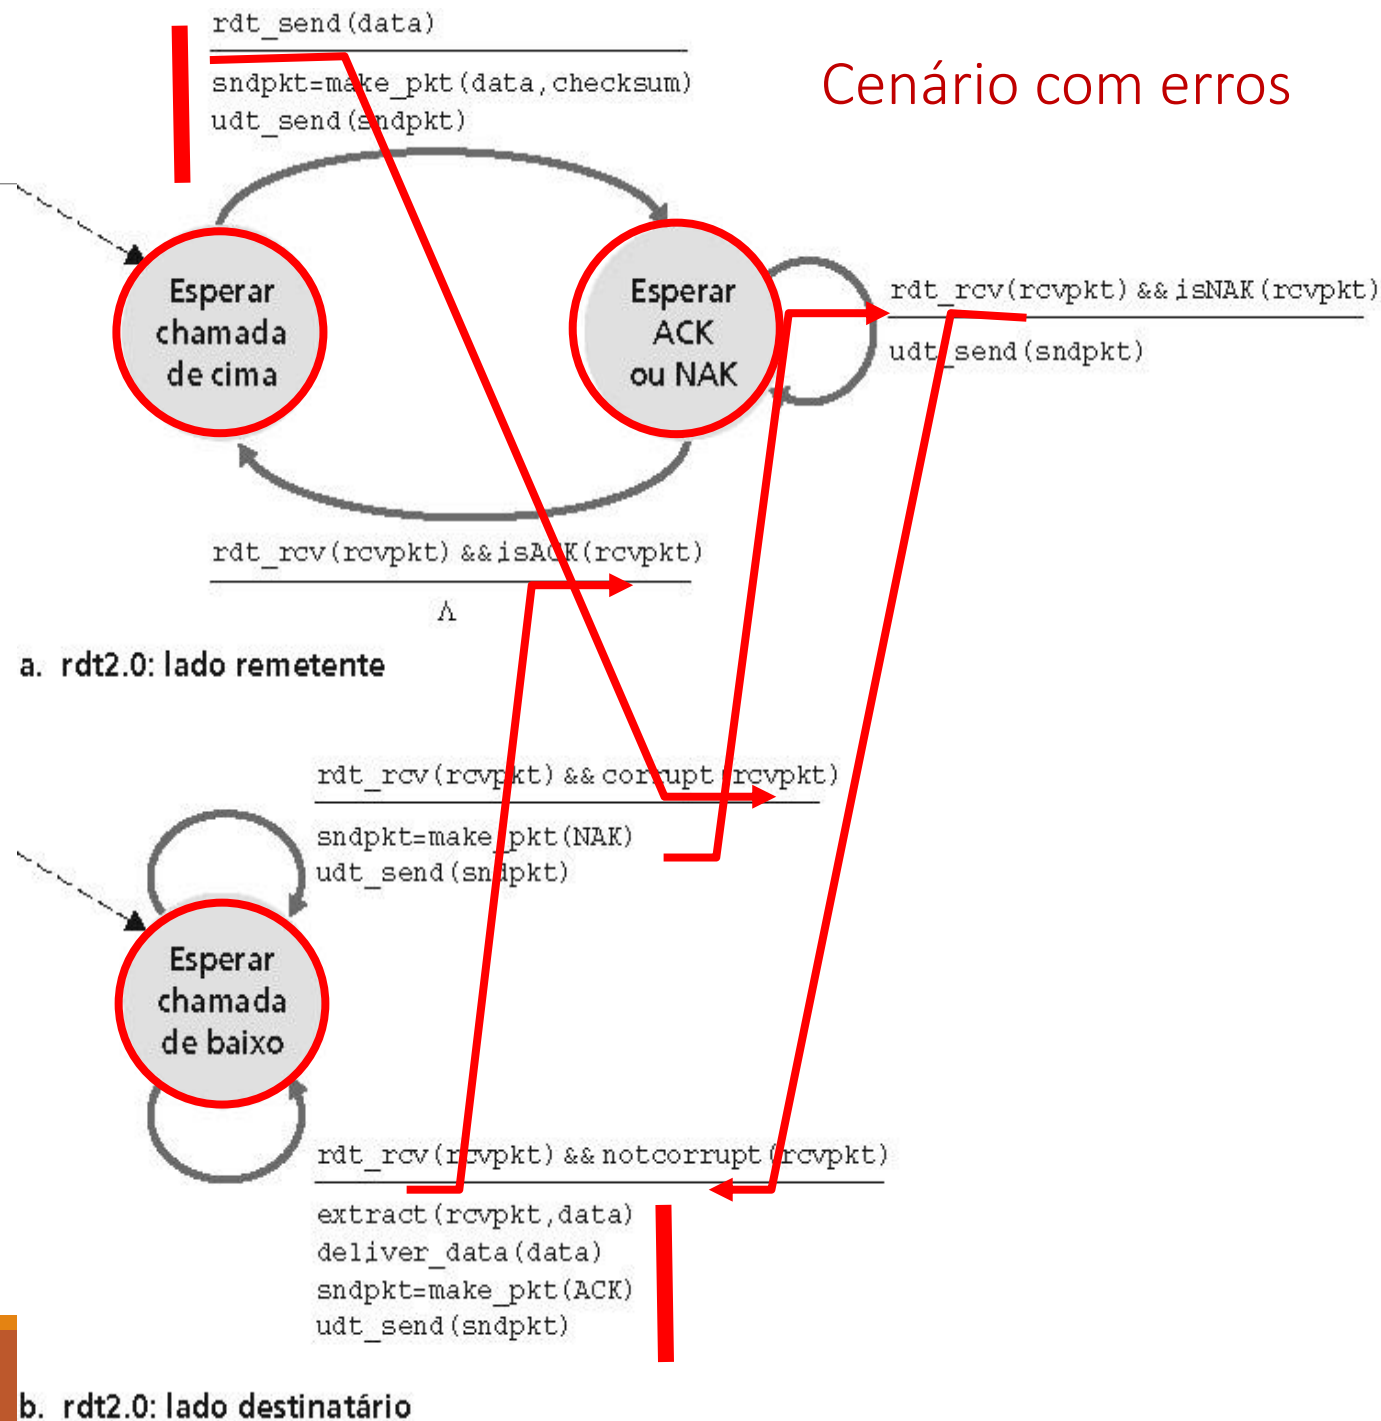 rdt_send(data)
sndpkt=make_pkt(data,checksum)
udt_send(sndpkt)
Cenário com erros
Esperar
chamada
de cima
Esperar
ACK
ou NAK
rdt_rcv(rcvpkt)&&isNAK(rcvpkt)
udt_send(sndpkt)
rdt_rcv(rcvpkt)&&isACK(rcvpkt)
Λ
a. rdt2.0: lado remetente
rdt_rcv(rcvpkt)&&corrupt(rcvpkt)
sndpkt=make_pkt(NAK)
udt_send(sndpkt)
Esperar
chamada
de baixo
rdt_rcv(rcvpkt)&&notcorrupt(rcvpkt)
extract(rcvpkt,data)
deliver_data(data)
sndpkt=make_pkt(ACK)
udt_send(sndpkt)
b. rdt2.0: lado destinatário